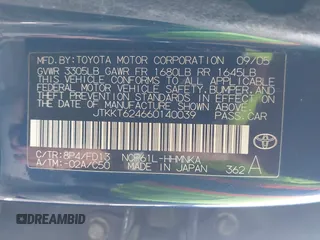 MFD. BY: TOYOTA MOTOR CORPORATION 09/05
GVWR 3305LB GAWR FR 1680LB RR 1645LB
THIS VEHICLE CONFORMS TO ALL APPLICABLE
FEDERAL MOTOR VEHICLE SAFETY, BUMPER, AND
THEFT PREVENTION STANDARDS IN EFFECT ON
THE DATE OF MANUFACTURE SHOWN ABOVE.
JTKKT624660140039 PASS.CAR
C/TR: 8P4/FD13 NCP61L-HHMNKA
A/TM: -02A/C50 MADE IN JAPAN 362 A
TOYOTA